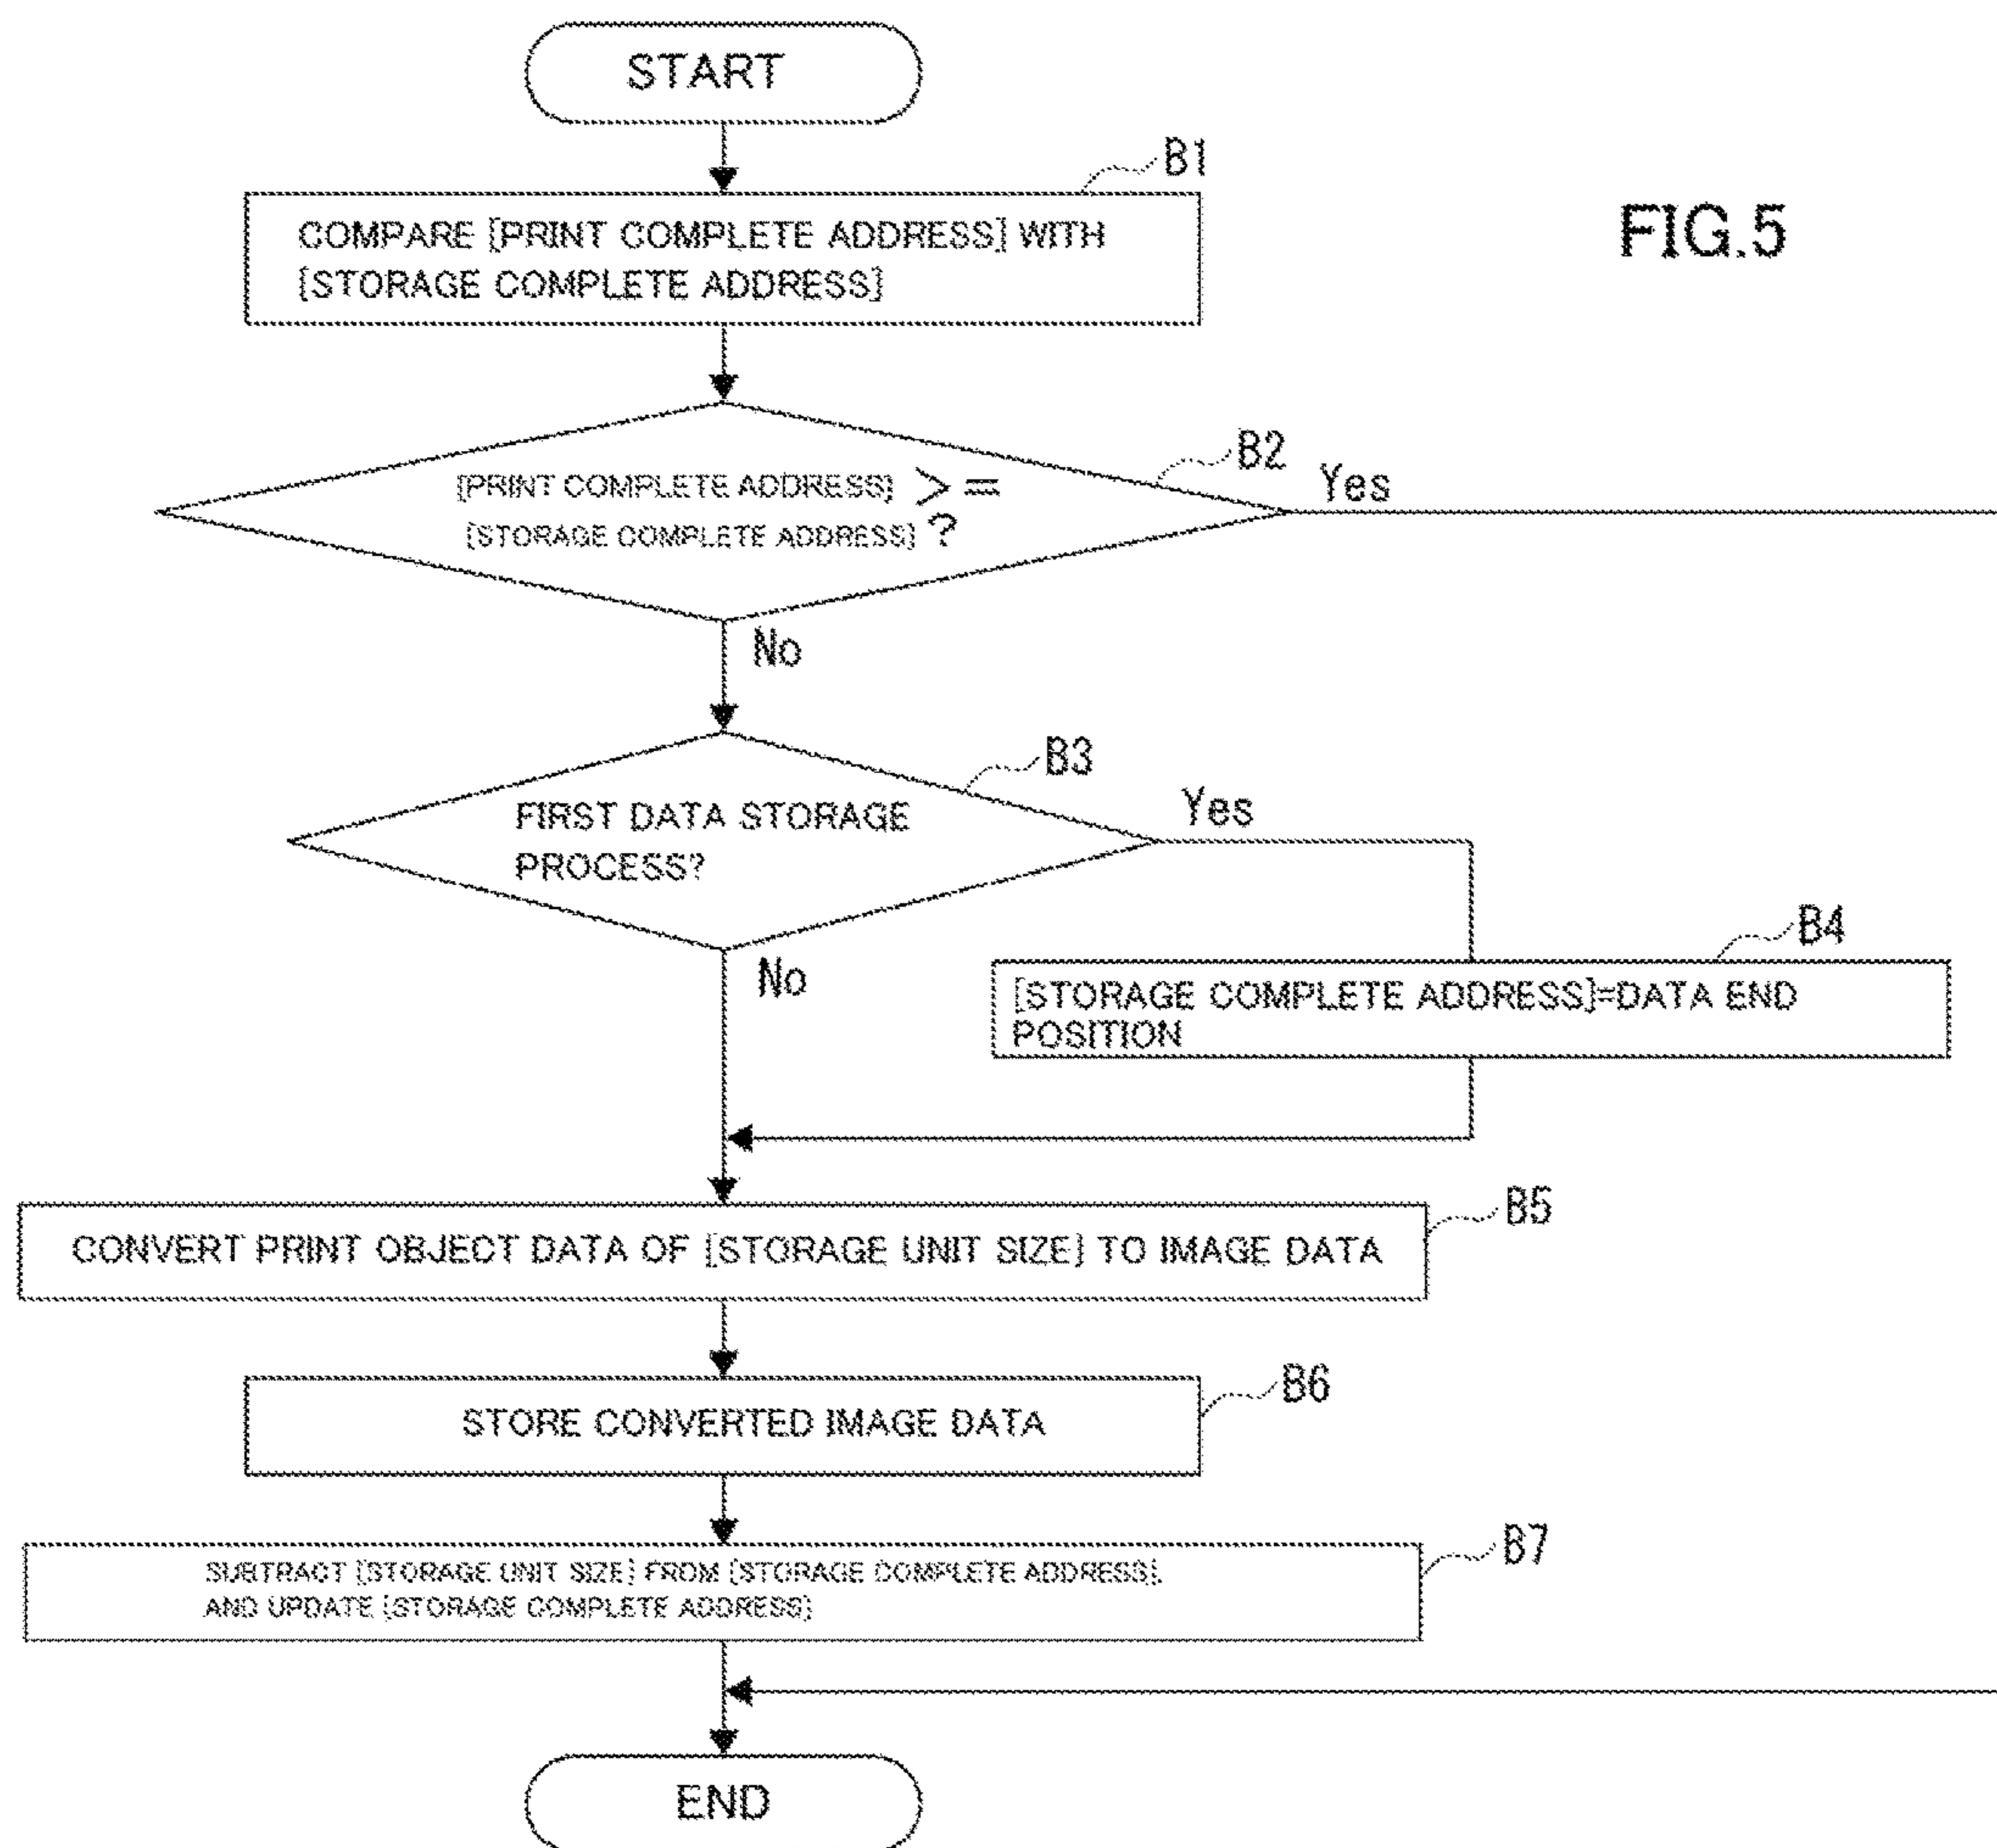 START
B1
FIG.5
COMPARE [PRINT COMPLETE ADDRESS] WITH
[STORAGE COMPLETE ADDRESS]
B2
Yes
[PRINT COMPLETE ADDRESS] >=
[STORAGE COMPLETE ADDRESS] ?
No
B3
Yes
FIRST DATA STORAGE
PROCESS?
No
B4
[STORAGE COMPLETE ADDRESS]=DATA END
POSITION
B5
CONVERT PRINT OBJECT DATA OF [STORAGE UNIT SIZE] TO IMAGE DATA
B6
STORE CONVERTED IMAGE DATA
B7
SUBTRACT [STORAGE UNIT SIZE] FROM [STORAGE COMPLETE ADDRESS],
AND UPDATE [STORAGE COMPLETE ADDRESS]
END